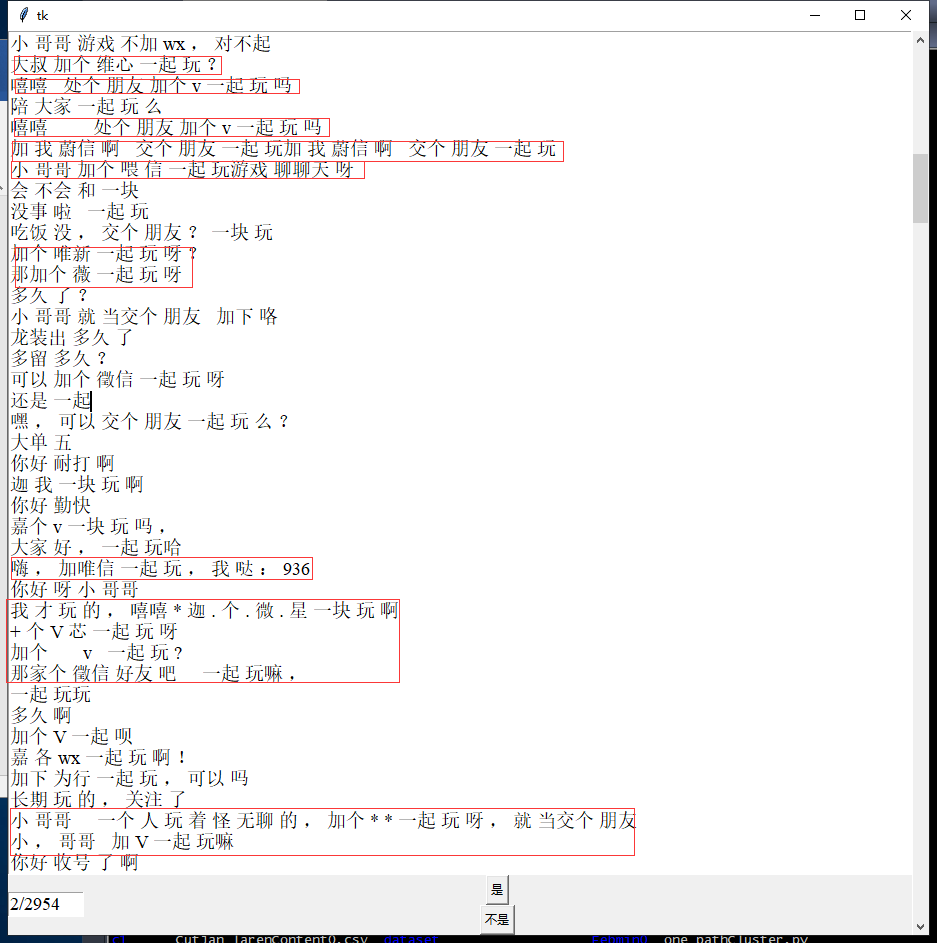 tk
小 哥哥 游戏 不加 wx ， 对不起
大叔 加个 维心 一起 玩 ？
嘻嘻 处个 朋友 加个 v 一起 玩 吗
陪 大家 一起 玩 么
嘻嘻 处个 朋友 加个 v 一起 玩 吗
加 我 蔚信 啊 交个 朋友 一起 玩加 我 蔚信 啊 交个 朋友 一起 玩
小 哥哥 加个 喂 信 一起 玩游戏 聊聊天 呀
会 不会 和 一块
没事 啦 一起 玩
吃饭 没 ， 交个 朋友 ？ 一块 玩
加个 唯新 一起 玩 呀 ？
那加个 薇 一起 玩 呀
多久 了 ？
小 哥哥 就 当交个 朋友 加下 咯
龙装出 多久 了
多留 多久 ？
可以 加个 徵信 一起 玩 呀
还是 一起
嘿 ， 可以 交个 朋友 一起 玩 么 ？
大单 五
你好 耐打 啊
迦 我 一块 玩 啊
你好 勤快
嘉个 v 一块 玩 吗 ，
大家 好 ， 一起 玩哈
嗨 ， 加唯信 一起 玩 ， 我 哒 ： 936
你好 呀 小 哥哥
我 才 玩 的 ， 嘻嘻 * 迦 . 个 . 微 . 星 一块 玩 啊
+ 个 V 芯 一起 玩 呀
加个 v 一起 玩 ?
那家个 徵信 好友 吧 一起 玩嘛 ，
一起 玩玩
多久 啊
加个 V 一起 呗
嘉 各 wx 一起 玩 啊 ！
加下 为行 一起 玩 ， 可以 吗
长期 玩 的 ， 关注 了
小 哥哥 一个 人 玩 着 怪 无聊 的 ， 加个 * * 一起 玩 呀 ， 就 当交个 朋友
小 ， 哥哥 加 V 一起 玩嘛
你好 收号 了 啊
是
2/2954
不是